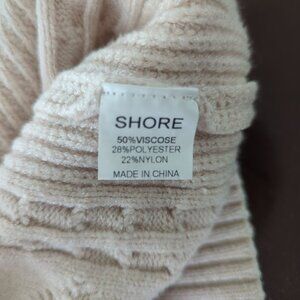 SHORE
50%VISCOSE
28%POLYESTER
22%NYLON
MADE IN CHINA